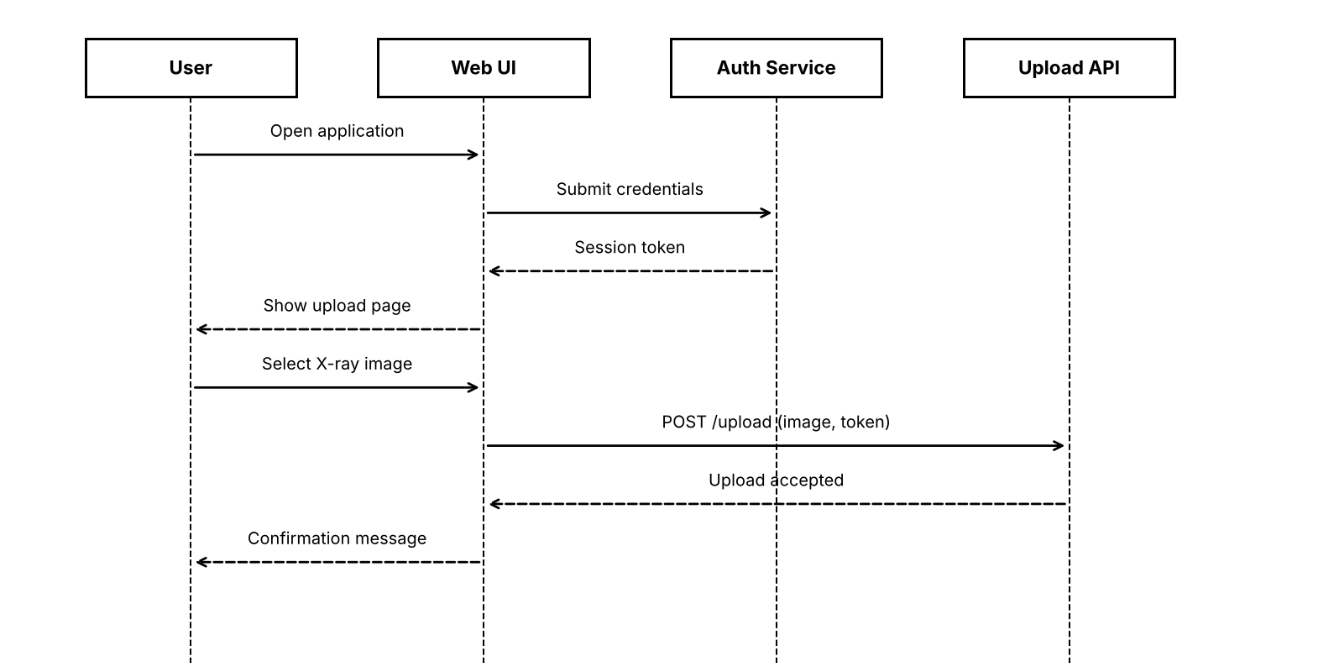 User
Web UI
Auth Service
Upload API
Open application
Submit credentials
Session token
Show upload page
Select X-ray image
POST /upload (image, token)
Upload accepted
Confirmation message